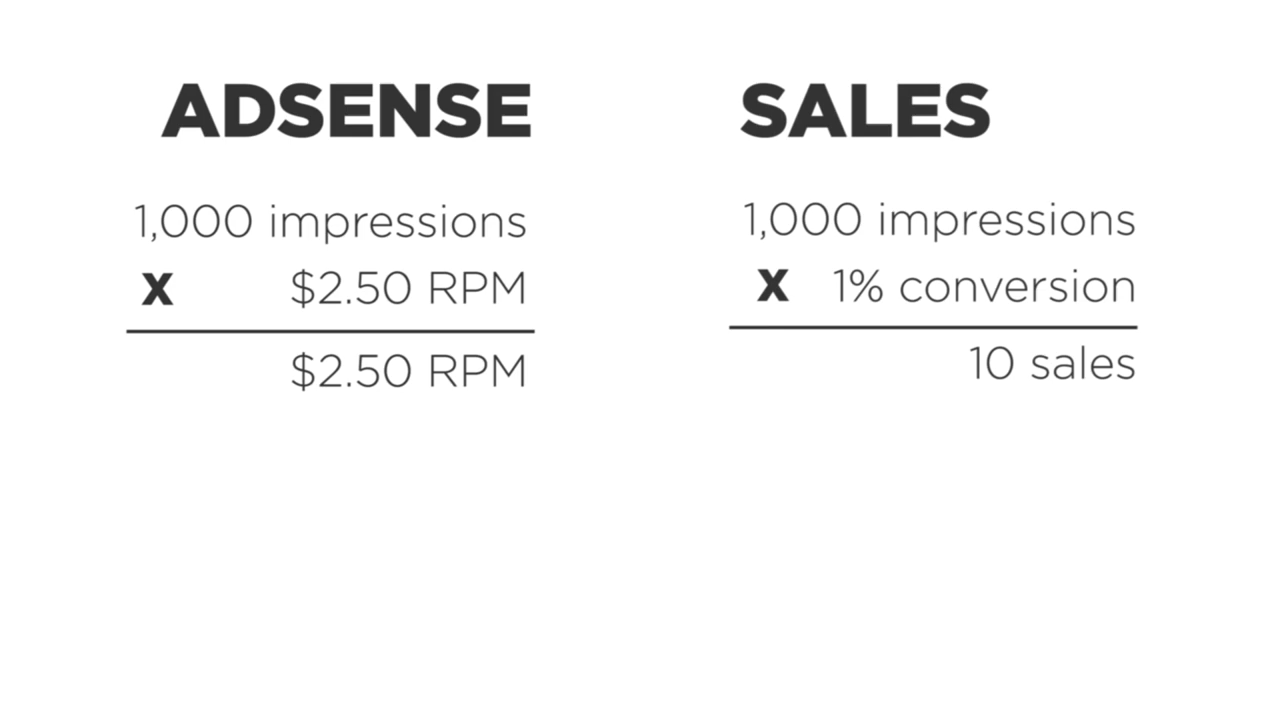 ADSENSE
1,000 impressions
X $2.50 RPM
$2.50 RPM
SALES
1,000 impressions
X 1% conversion
10 sales